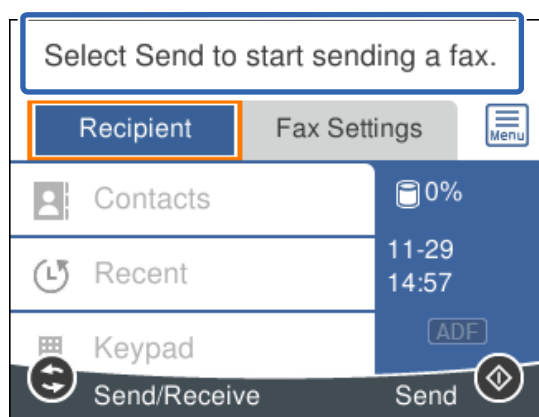 Select Send to start sending a fax.
Recipient Fax Settings Menu
Contacts 0%
11-29
Recent 14:57
Keypad ADF
Send/Receive Send